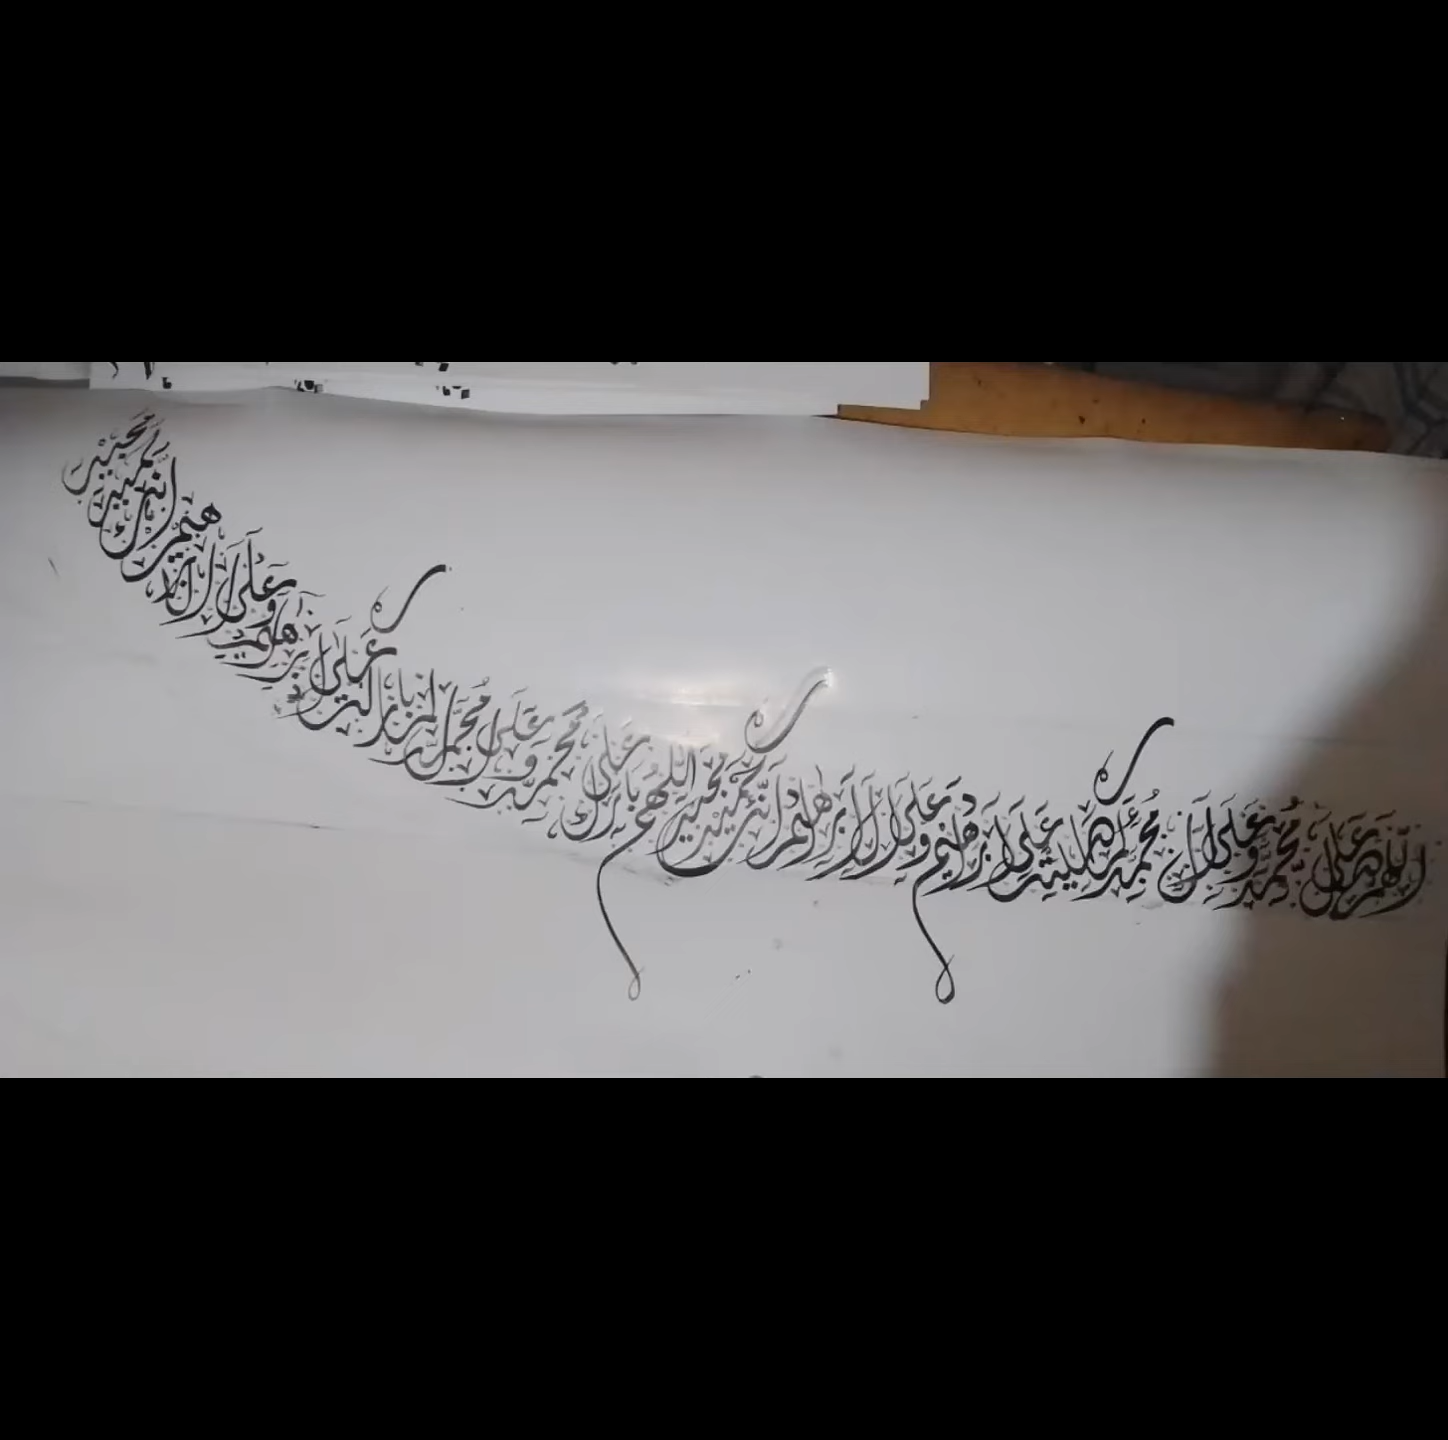 اللهم صل على محمد وعلى آل محمد كما صليت على إبراهيم وعلى آل إبراهيم إنك حميد مجيد اللهم بارك على محمد وعلى آل محمد كما باركت على إبراهيم وعلى آل إبراهيم إنك حميد مجيد